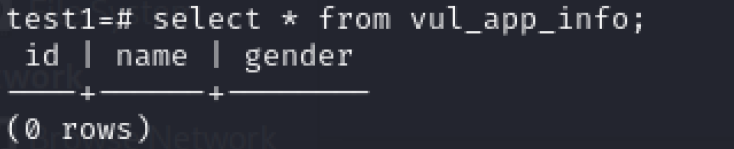 test1=# select * from vul_app_info;
 id | name | gender
----+------+--------
(0 rows)